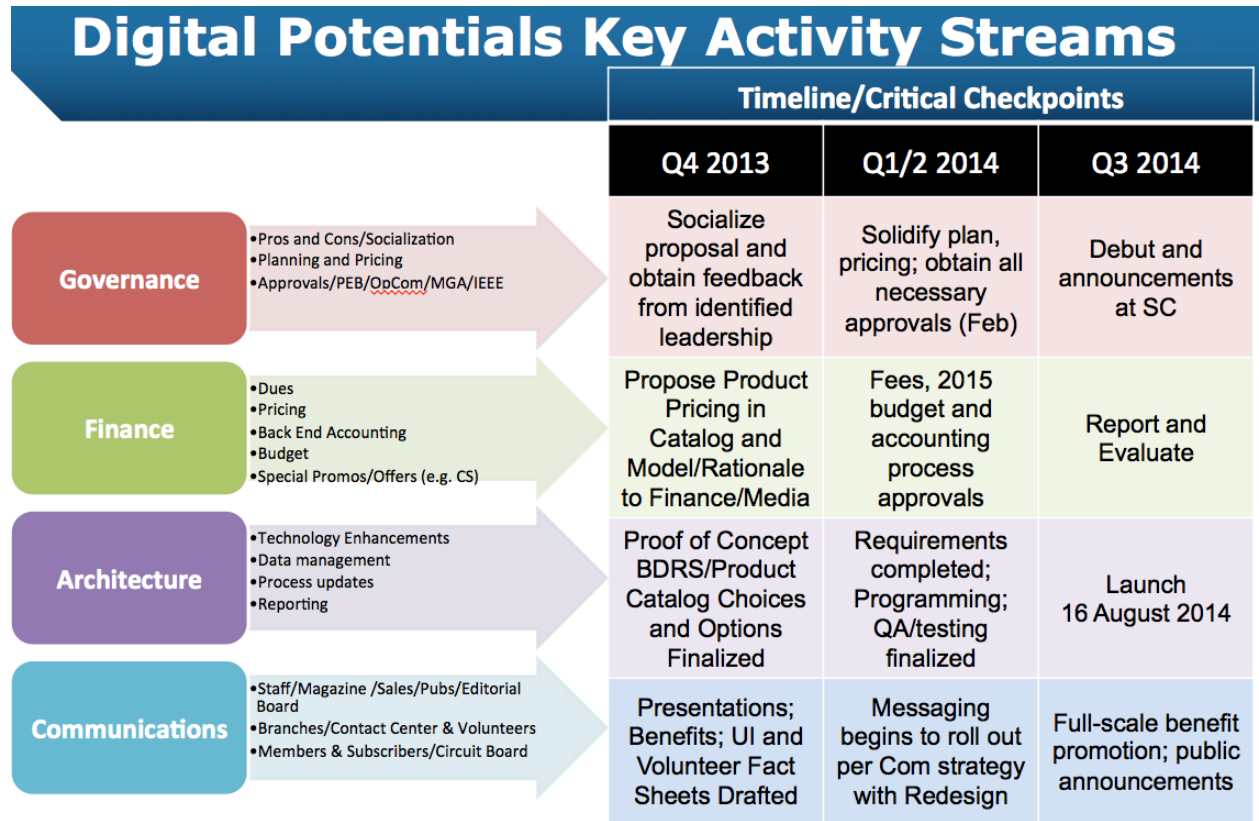 Digital Potentials Key Activity Streams
Timeline/Critical Checkpoints
Q4 2013
Q1/2 2014
Q3 2014
Governance
•Pros and Cons/Socialization
•Planning and Pricing
•Approvals/PEB/OpCom/MGA/IEEE
Socialize
proposal and
obtain feedback
from identified
leadership
Solidify plan,
pricing; obtain all
necessary
approvals (Feb)
Debut and
announcements
at SC
Finance
•Dues
•Pricing
•Back End Accounting
•Budget
•Special Promos/Offers (e.g. CS)
Propose Product
Pricing in
Catalog and
Model/Rationale
to Finance/Media
Fees, 2015
budget and
accounting
process
approvals
Report and
Evaluate
Architecture
•Technology Enhancements
•Data management
•Process updates
•Reporting
Proof of Concept
BDRS/Product
Catalog Choices
and Options
Finalized
Requirements
completed;
Programming;
QA/testing
finalized
Launch
16 August 2014
Communications
•Staff/Magazine /Sales/Pubs/Editorial
Board
•Branches/Contact Center & Volunteers
•Members & Subscribers/Circuit Board
Presentations;
Benefits; UI and
Volunteer Fact
Sheets Drafted
Messaging
begins to roll out
per Com strategy
with Redesign
Full-scale benefit
promotion; public
announcements